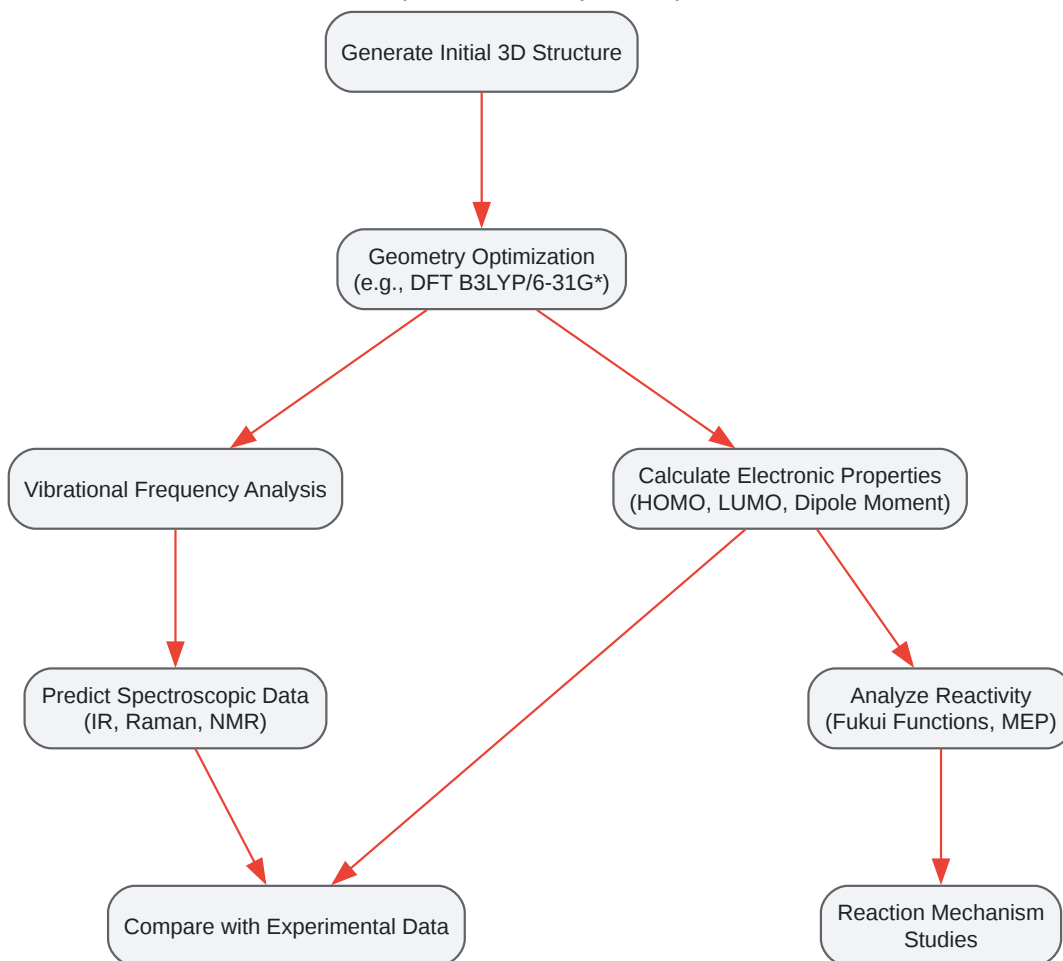 Generate Initial 3D Structure
Geometry Optimization
(e.g., DFT B3LYP/6-31G*)
Vibrational Frequency Analysis
Calculate Electronic Properties
(HOMO, LUMO, Dipole Moment)
Predict Spectroscopic Data
(IR, Raman, NMR)
Analyze Reactivity
(Fukui Functions, MEP)
Compare with Experimental Data
Reaction Mechanism
Studies